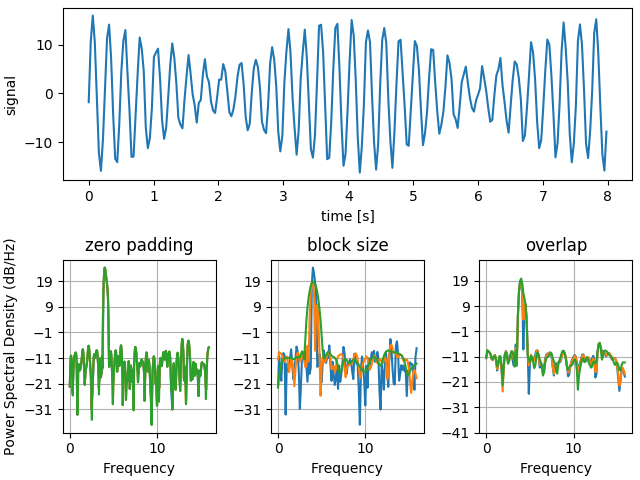 10
0
−10
signal
0 1 2 3 4 5 6 7 8
time [s]
zero padding
block size
overlap
Power Spectral Density (dB/Hz)
19
9
−1
−11
−21
−31
0 10
Frequency
19
9
−1
−11
−21
−31
0 10
Frequency
19
9
−1
−11
−21
−31
−41
0 10
Frequency